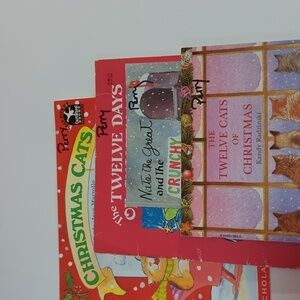 Perry
CHRISTMAS CATS
Perry
The TWELVE DAYS
Perry
Nate the Great
and the
CRUNCHY
Perry
THE
TWELVE CATS
OF
CHRISTMAS
Kandy Radzinski